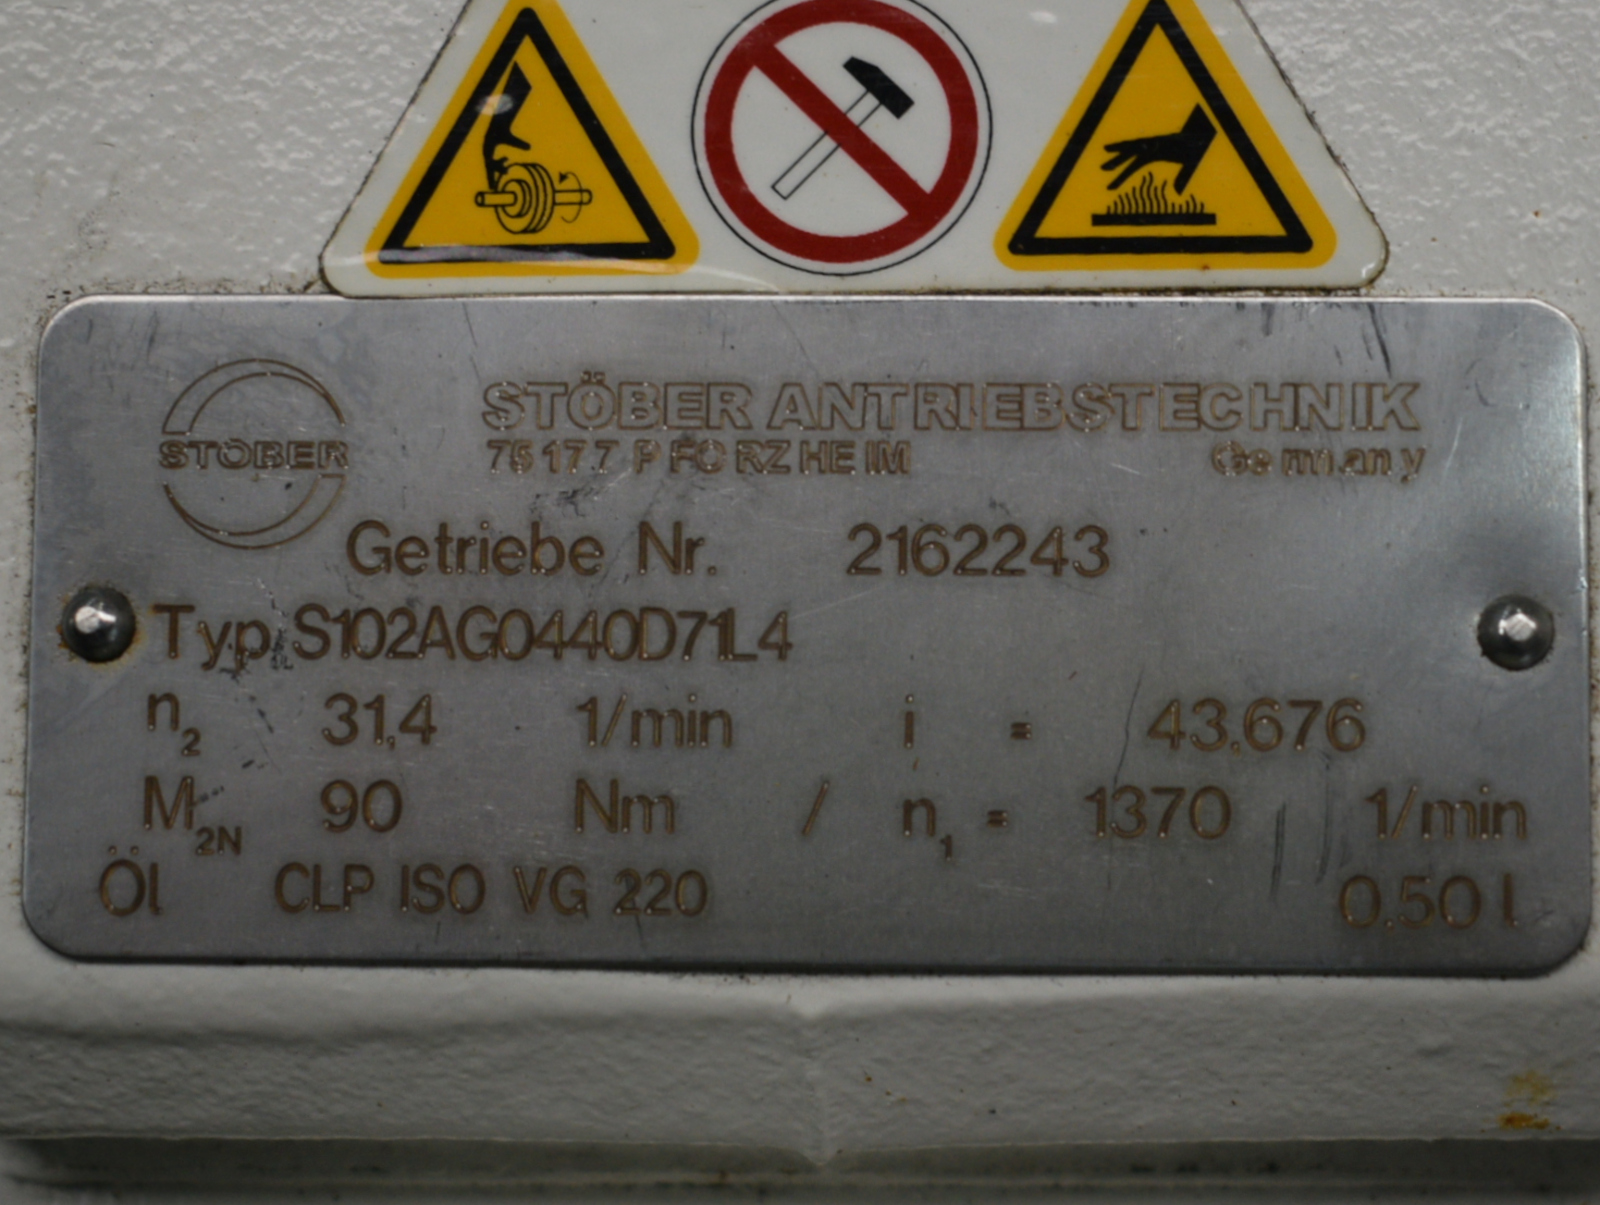 STÖBER ANTRIEBSTECHNIK
STÖBER
75177 PFORZHEIM Germany
Getriebe Nr. 2162243
Typ S102AG0440D71L4
n2 31,4 1/min i = 43.676
M2N 90 Nm / n1 = 1370 1/min
Öl CLP ISO VG 220 0.50 l